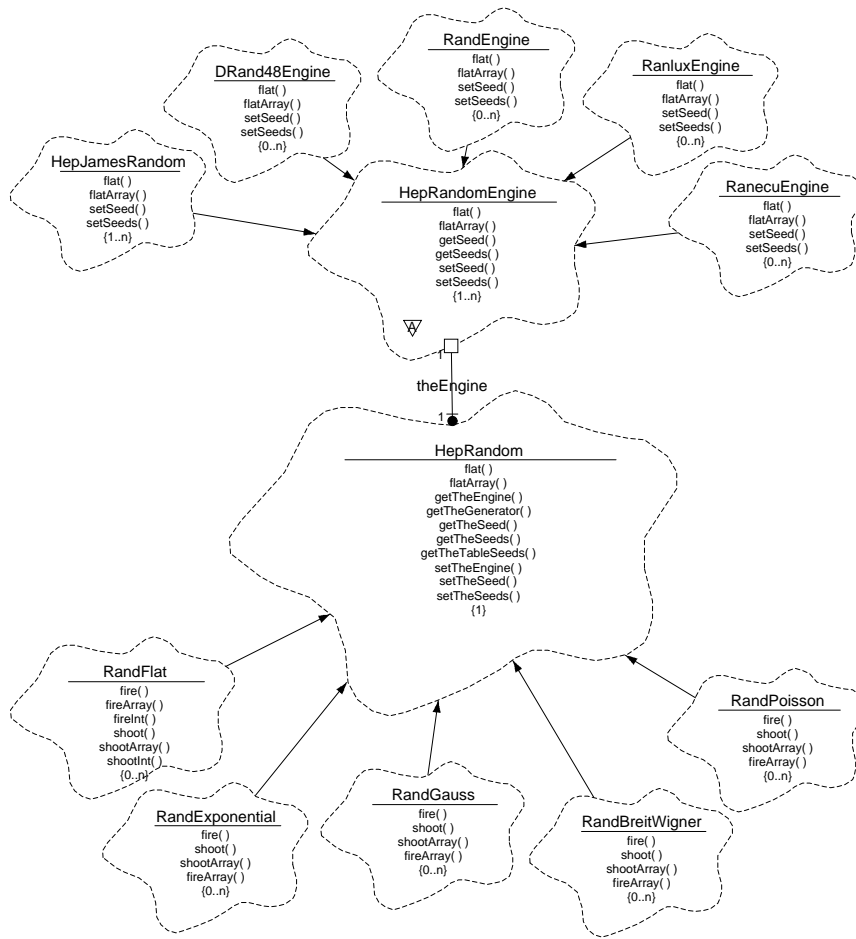 RandEngine
flat( )
flatArray( )
setSeed( )
setSeeds( )
{0..n}
DRand48Engine
flat( )
flatArray( )
setSeed( )
setSeeds( )
{0..n}
RanluxEngine
flat( )
flatArray( )
setSeed( )
setSeeds( )
{0..n}
HepJamesRandom
flat( )
flatArray( )
setSeed( )
setSeeds( )
{1..n}
HepRandomEngine
flat( )
flatArray( )
getSeed( )
getSeeds( )
setSeed( )
setSeeds( )
{1..n}
RanecuEngine
flat( )
flatArray( )
setSeed( )
setSeeds( )
{0..n}
A
1
theEngine
1
HepRandom
flat( )
flatArray( )
getTheEngine( )
getTheGenerator( )
getTheSeed( )
getTheSeeds( )
getTheTableSeeds( )
setTheEngine( )
setTheSeed( )
setTheSeeds( )
{1}
RandFlat
fire( )
fireArray( )
fireInt( )
shoot( )
shootArray( )
shootInt( )
{0..n}
RandPoisson
fire( )
shoot( )
shootArray( )
fireArray( )
{0..n}
RandExponential
fire( )
shoot( )
shootArray( )
fireArray( )
{0..n}
RandGauss
fire( )
shoot( )
shootArray( )
fireArray( )
{0..n}
RandBreitWigner
fire( )
shoot( )
shootArray( )
fireArray( )
{0..n}